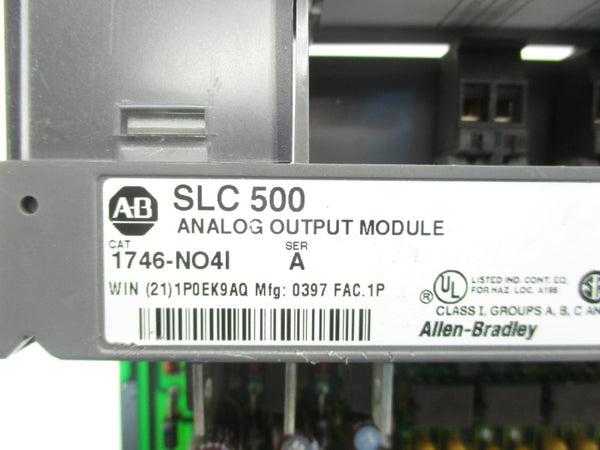 A-B
SLC 500
ANALOG OUTPUT MODULE
CAT SER
1746-NO4I A
WIN (21)1P0EK9AQ Mfg: 0397 FAC.1P
UL ® LISTED IND. CONT. EQ.
FOR HAZ. LOC. A196
CLASS I, GROUPS A, B, C AN
Allen-Bradley